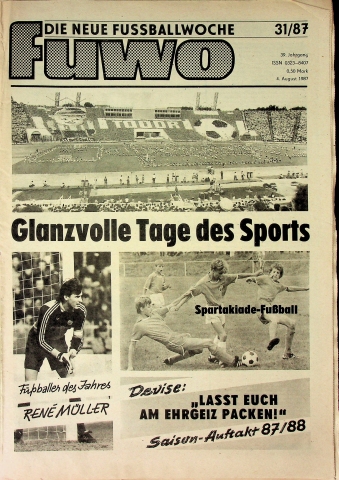 DIE NEUE FUSSBALLWOCHE
31/87
fuwo
39. Jahrgang
ISSN 0323-8407
0,50 Mark
4. August 1987
Glanzvolle Tage des Sports
Spartakiade-Fußball
Fußballer des Jahres
RENÉ MÜLLER
Devise:
„LASST EUCH
AM EHRGEIZ PACKEN!“
Saison-Auftakt 87/88